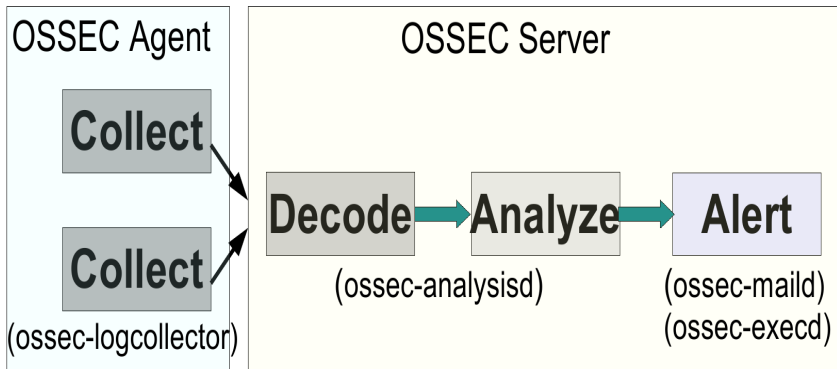 OSSEC Agent
Collect
Collect
(ossec-logcollector)
OSSEC Server
Decode
Analyze
Alert
(ossec-analysisd)
(ossec-maild)
(ossec-execd)